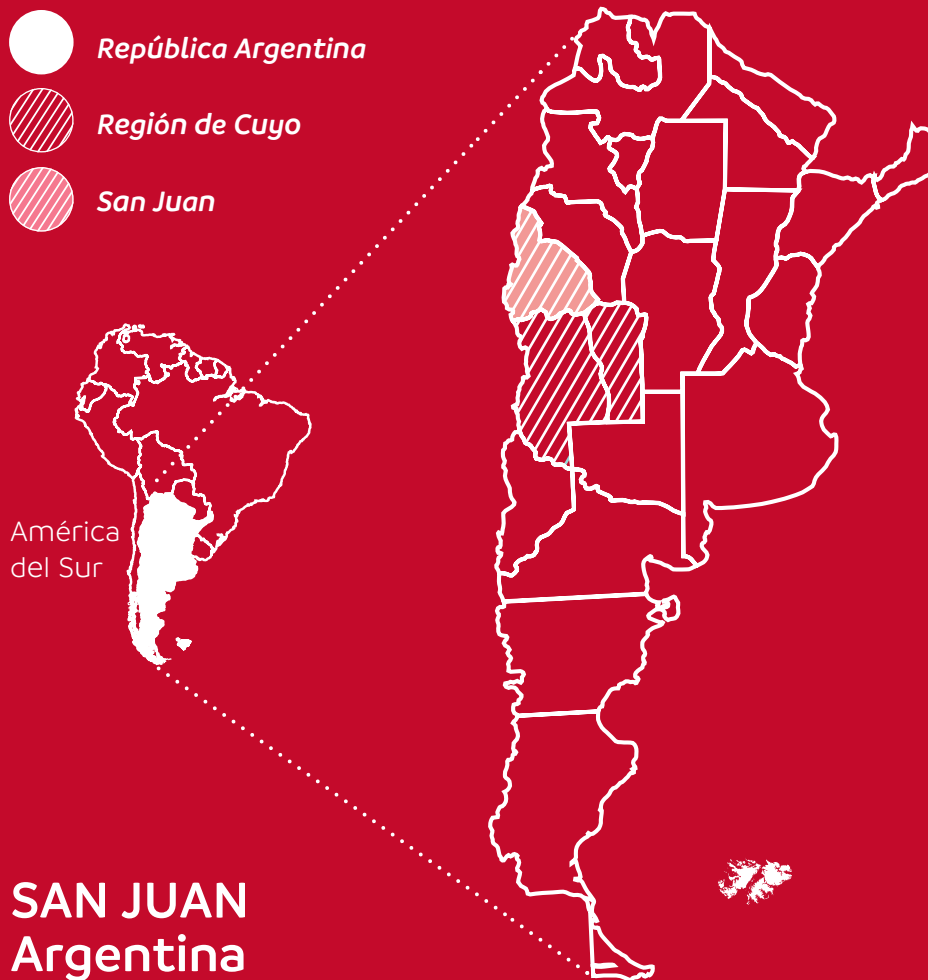 República Argentina
Región de Cuyo
San Juan
América
del Sur
SAN JUAN
Argentina